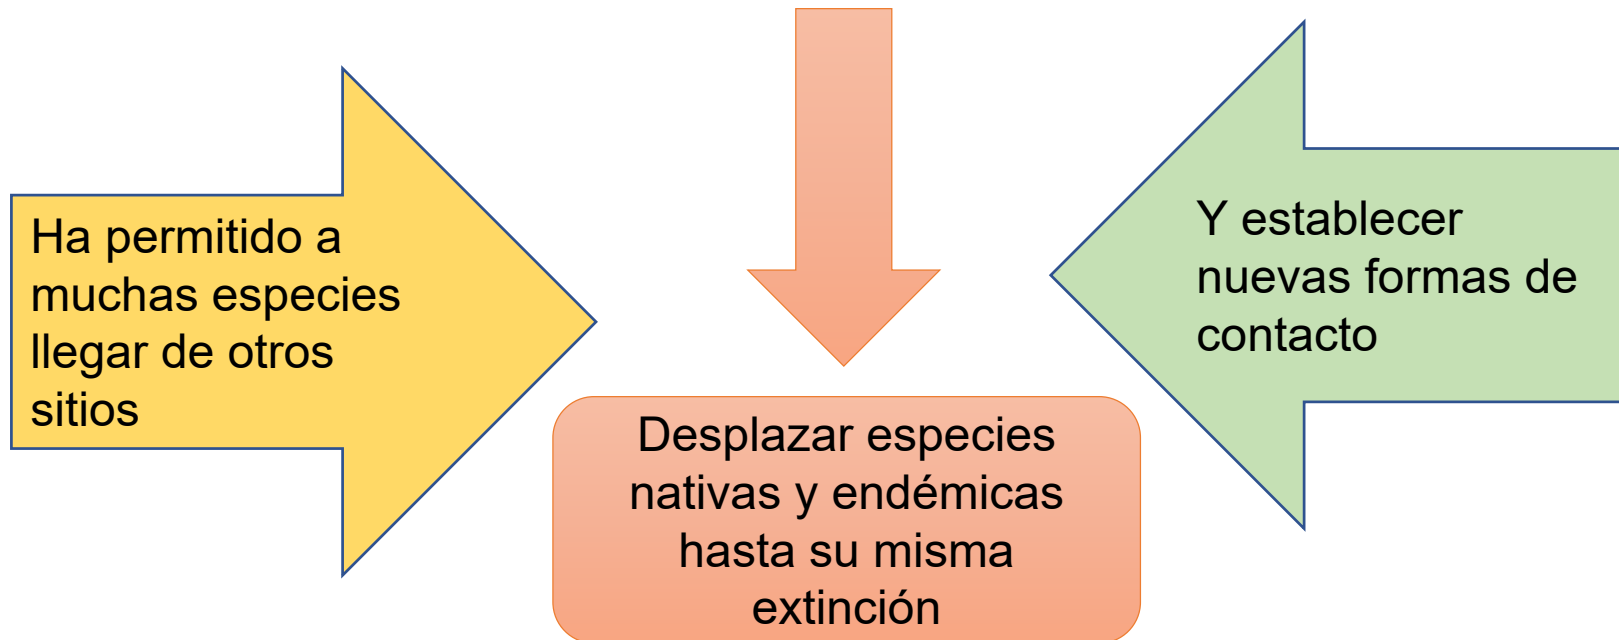 Ha permitido a
muchas especies
llegar de otros
sitios
Y establecer
nuevas formas de
contacto
Desplazar especies
nativas y endémicas
hasta su misma
extinción